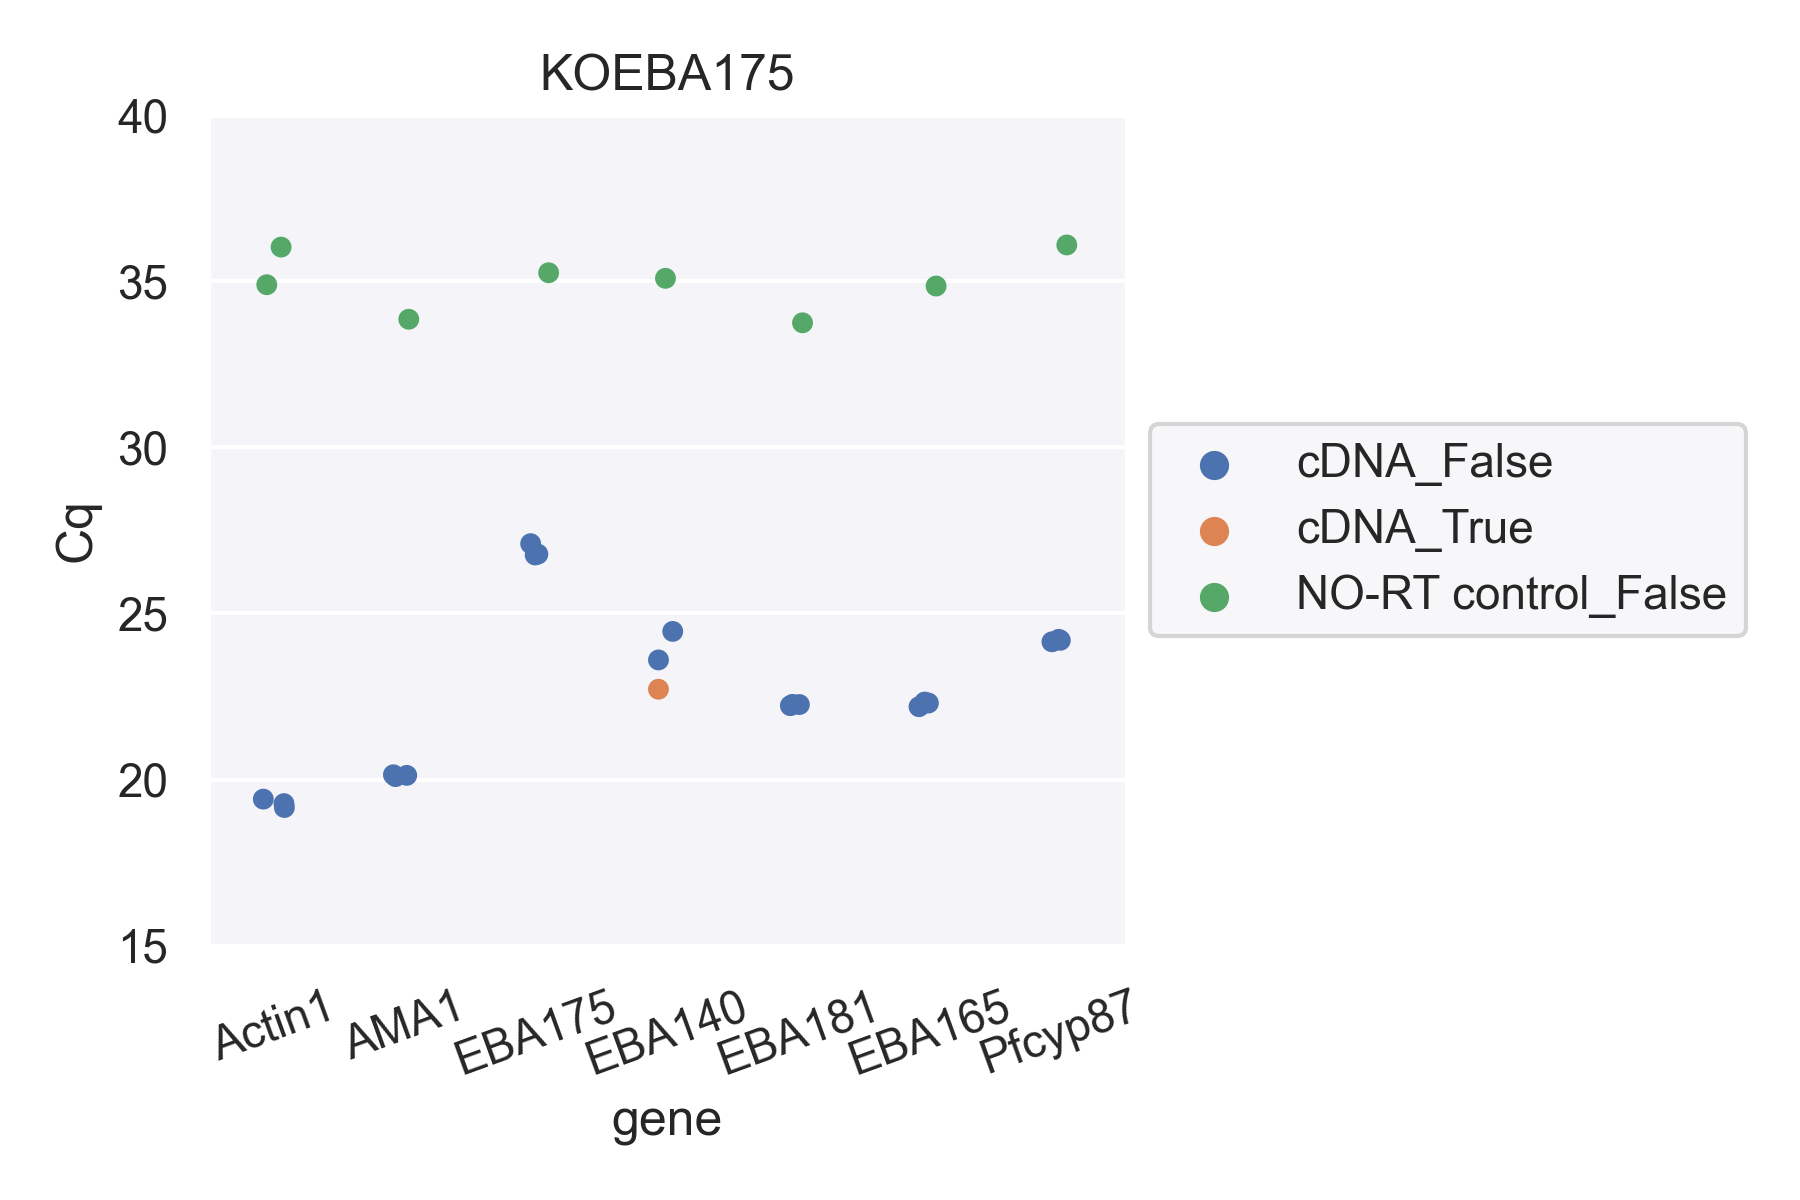 KOEBA175
40
35
30
25
20
15
Cq
Actin1
AMA1
EBA175
EBA140
EBA181
EBA165
Pfcyp87
gene
cDNA_False
cDNA_True
NO-RT control_False